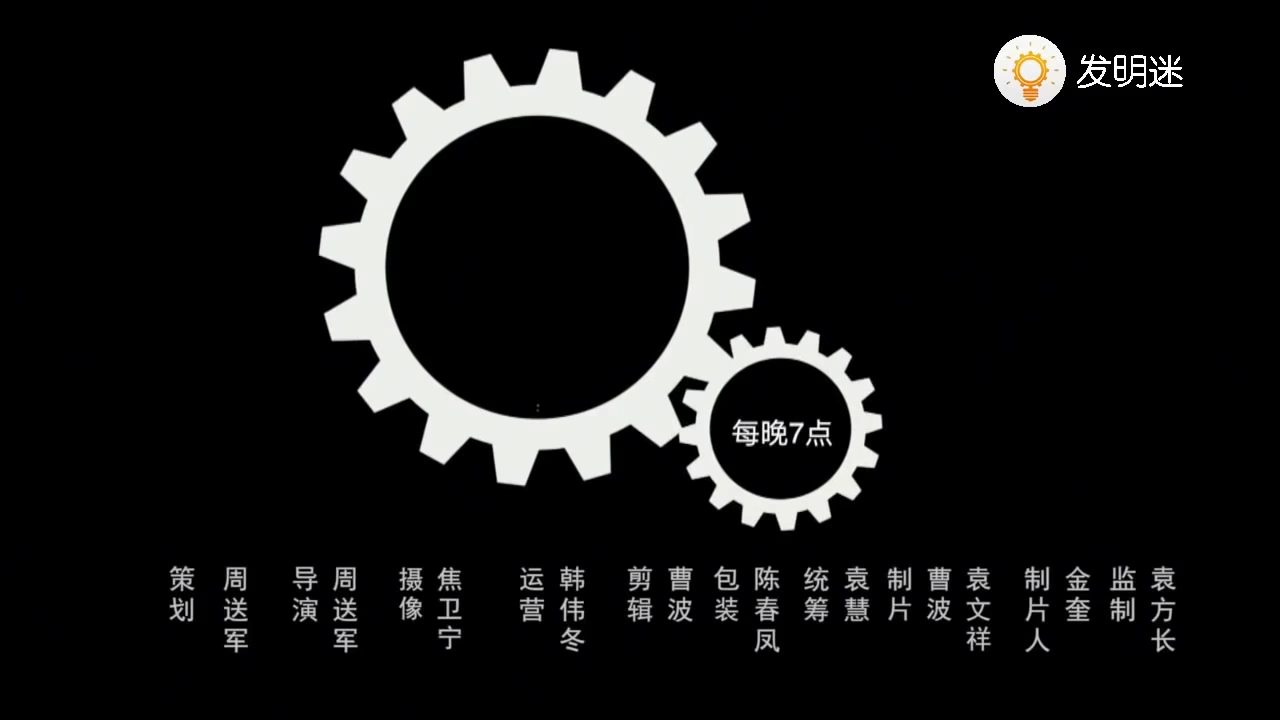 发明迷
每晚7点
策划
周送军
导演
周送军
摄像
焦卫宁
运营
韩伟冬
剪辑
曹波
包装
陈春凤
统筹
袁慧
制片
曹波
袁文祥
制片人
金奎
监制
袁方长